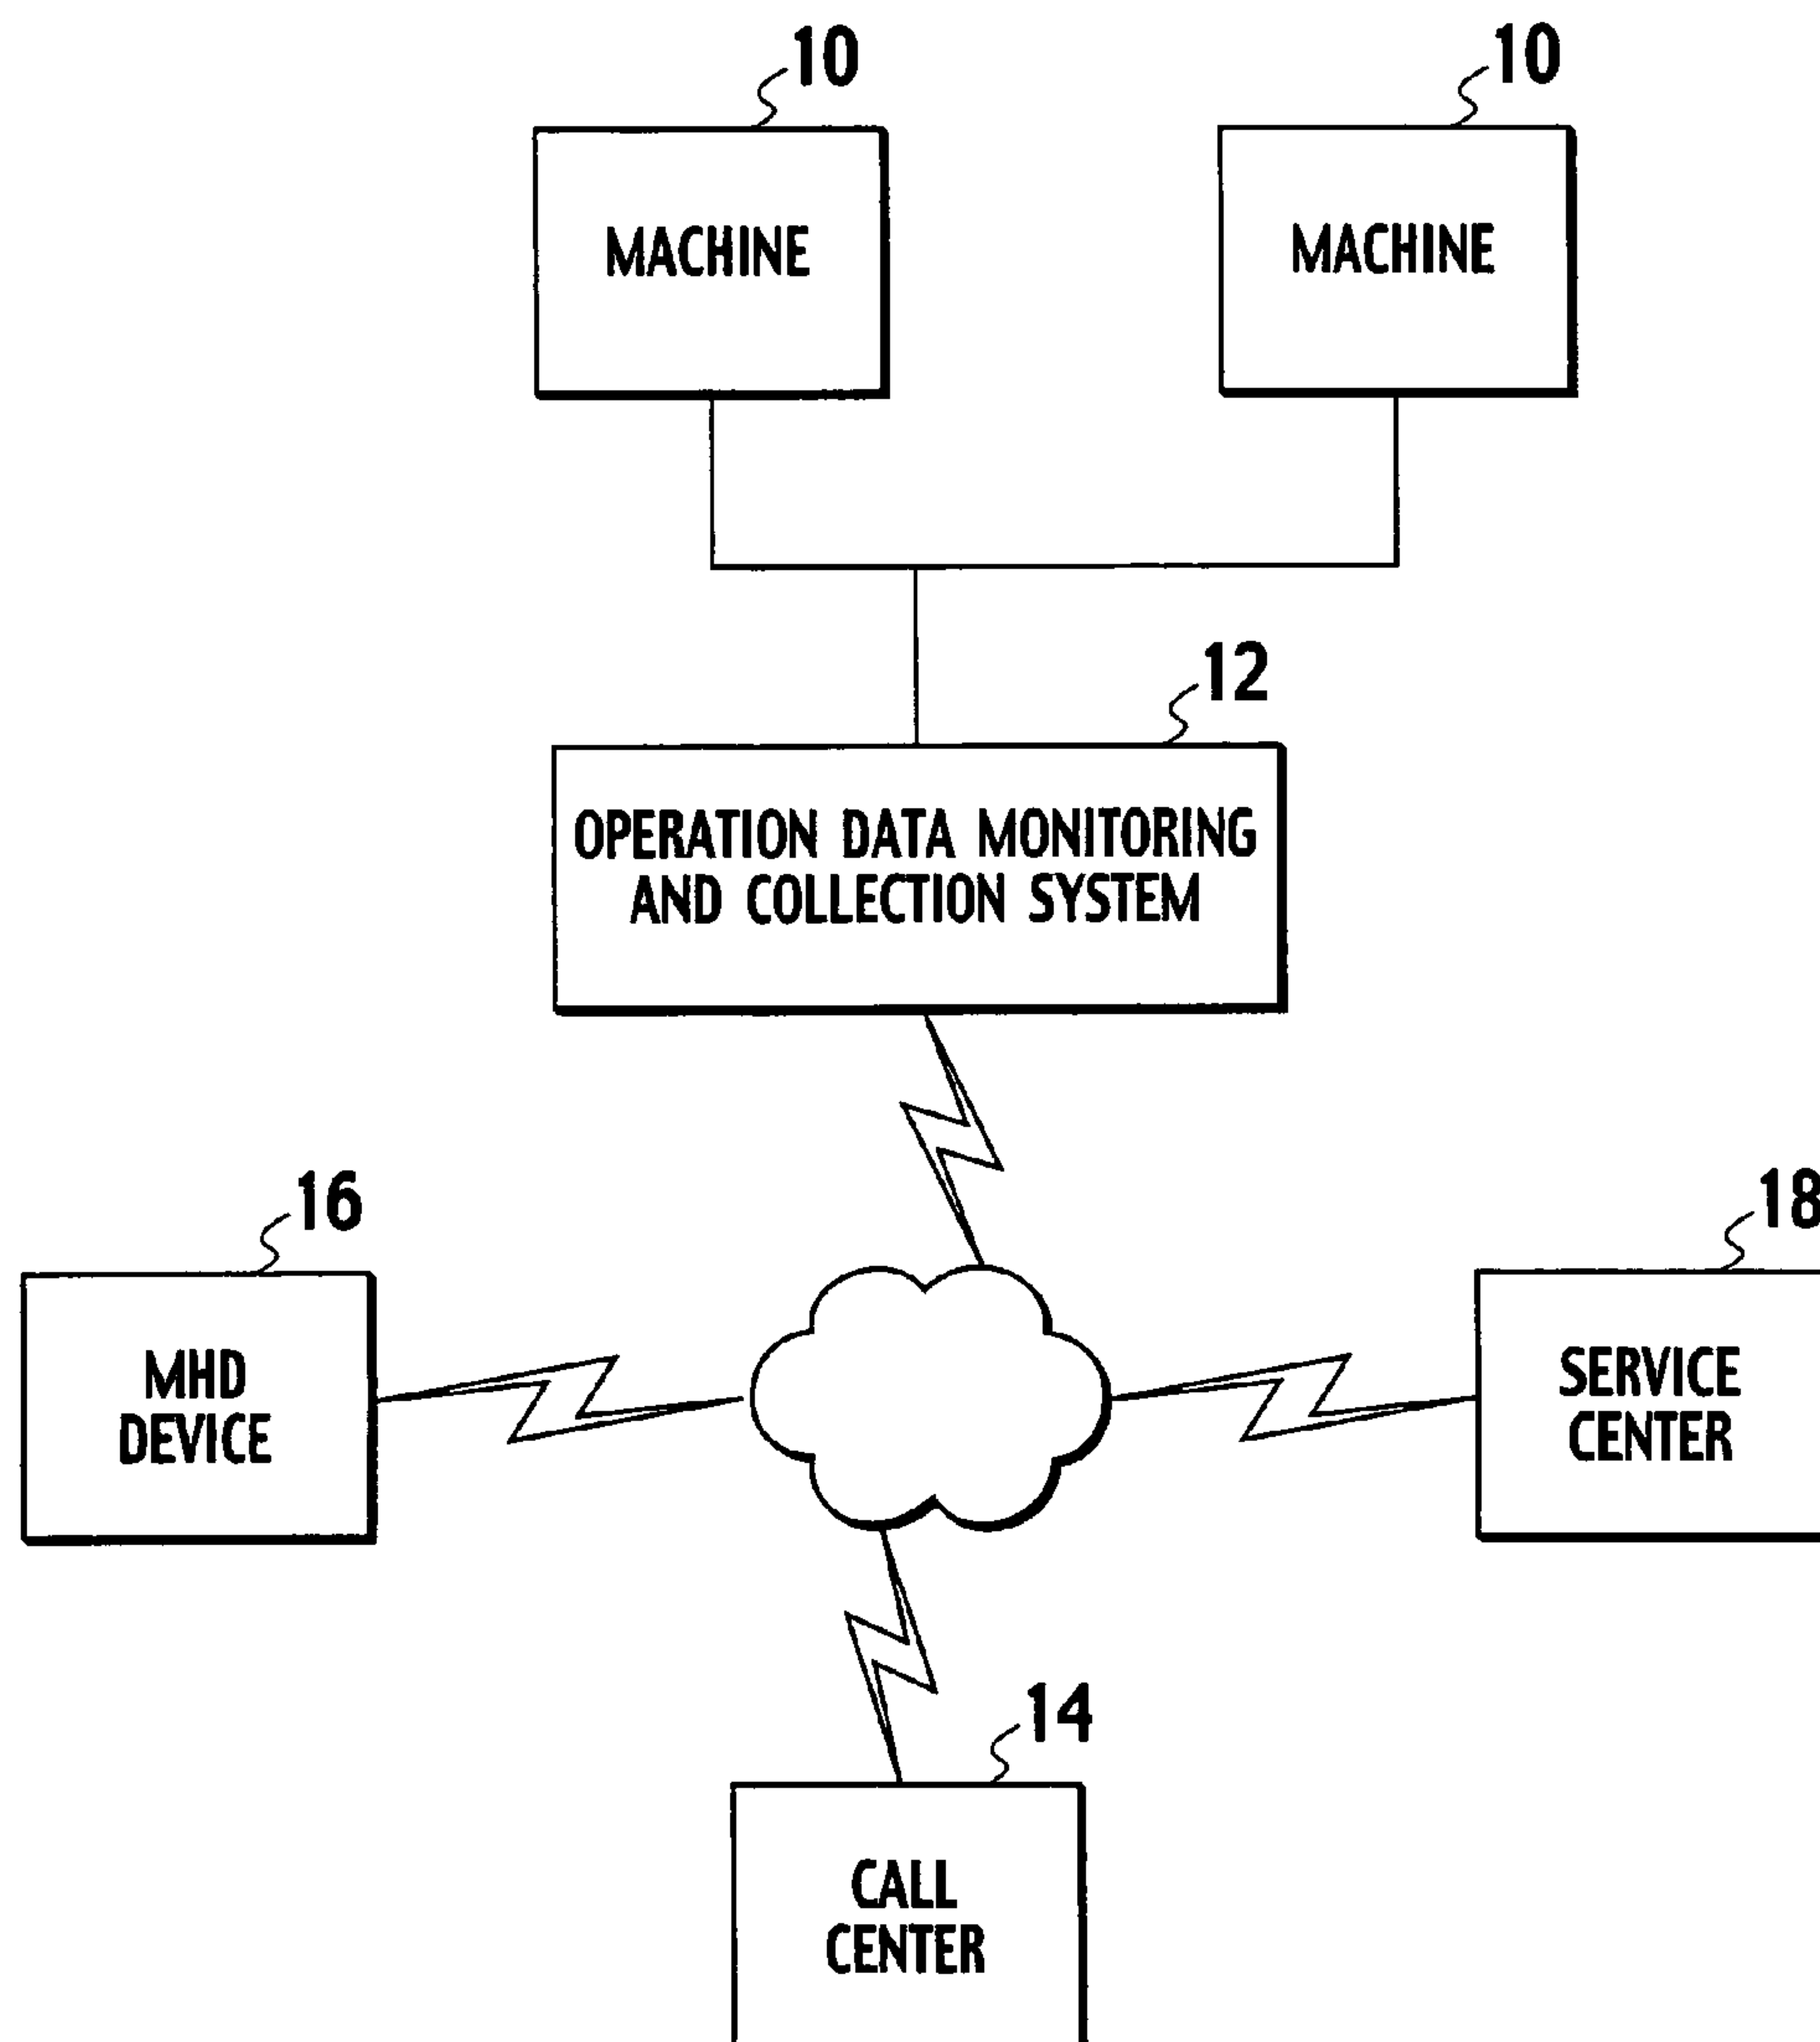 10
10
MACHINE
MACHINE
12
OPERATION DATA MONITORING
AND COLLECTION SYSTEM
16
18
MHD
DEVICE
SERVICE
CENTER
14
CALL
CENTER